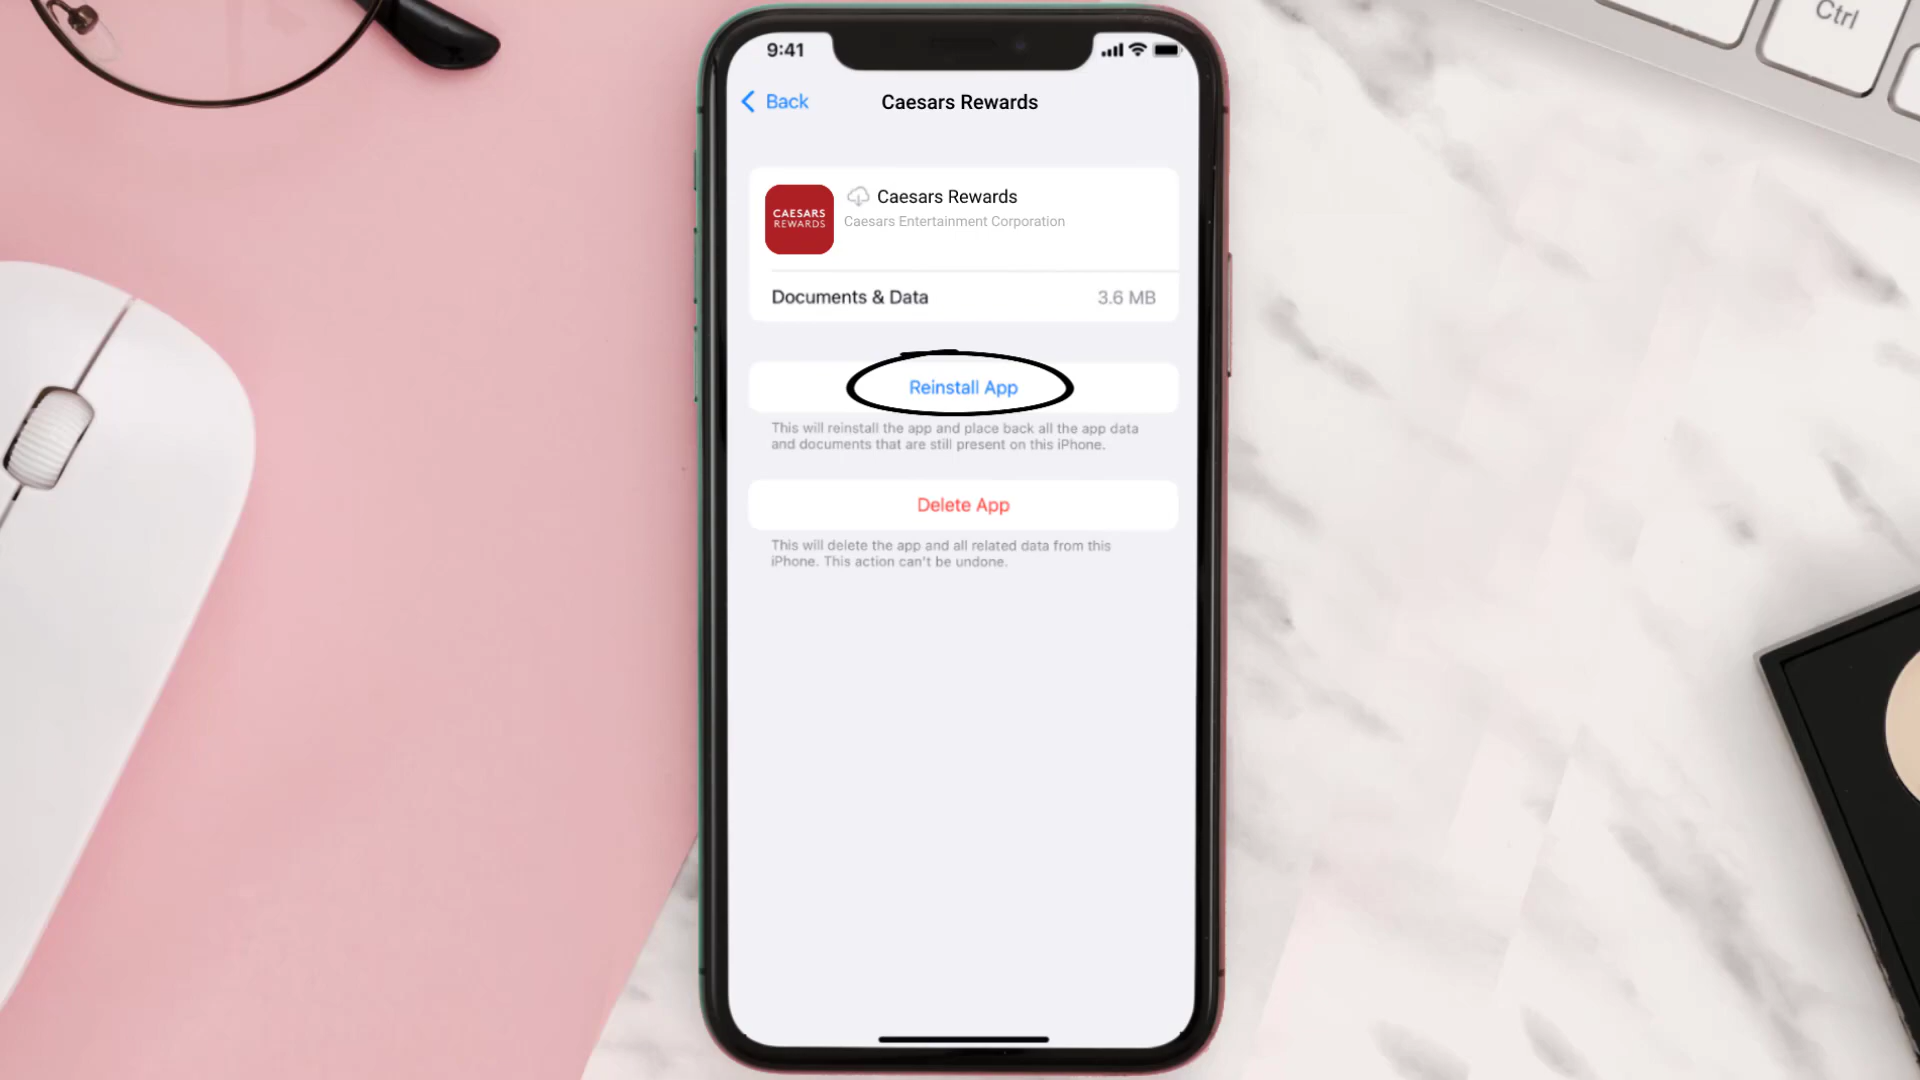 Ctrl
9:41
Back
Caesars Rewards
CAESARS
REWARDS
Caesars Rewards
Caesars Entertainment Corporation
Documents & Data
3.6 MB
Reinstall App
This will reinstall the app and place back all the app data
and documents that are still present on this iPhone.
Delete App
This will delete the app and all related data from this
iPhone. This action can't be undone.